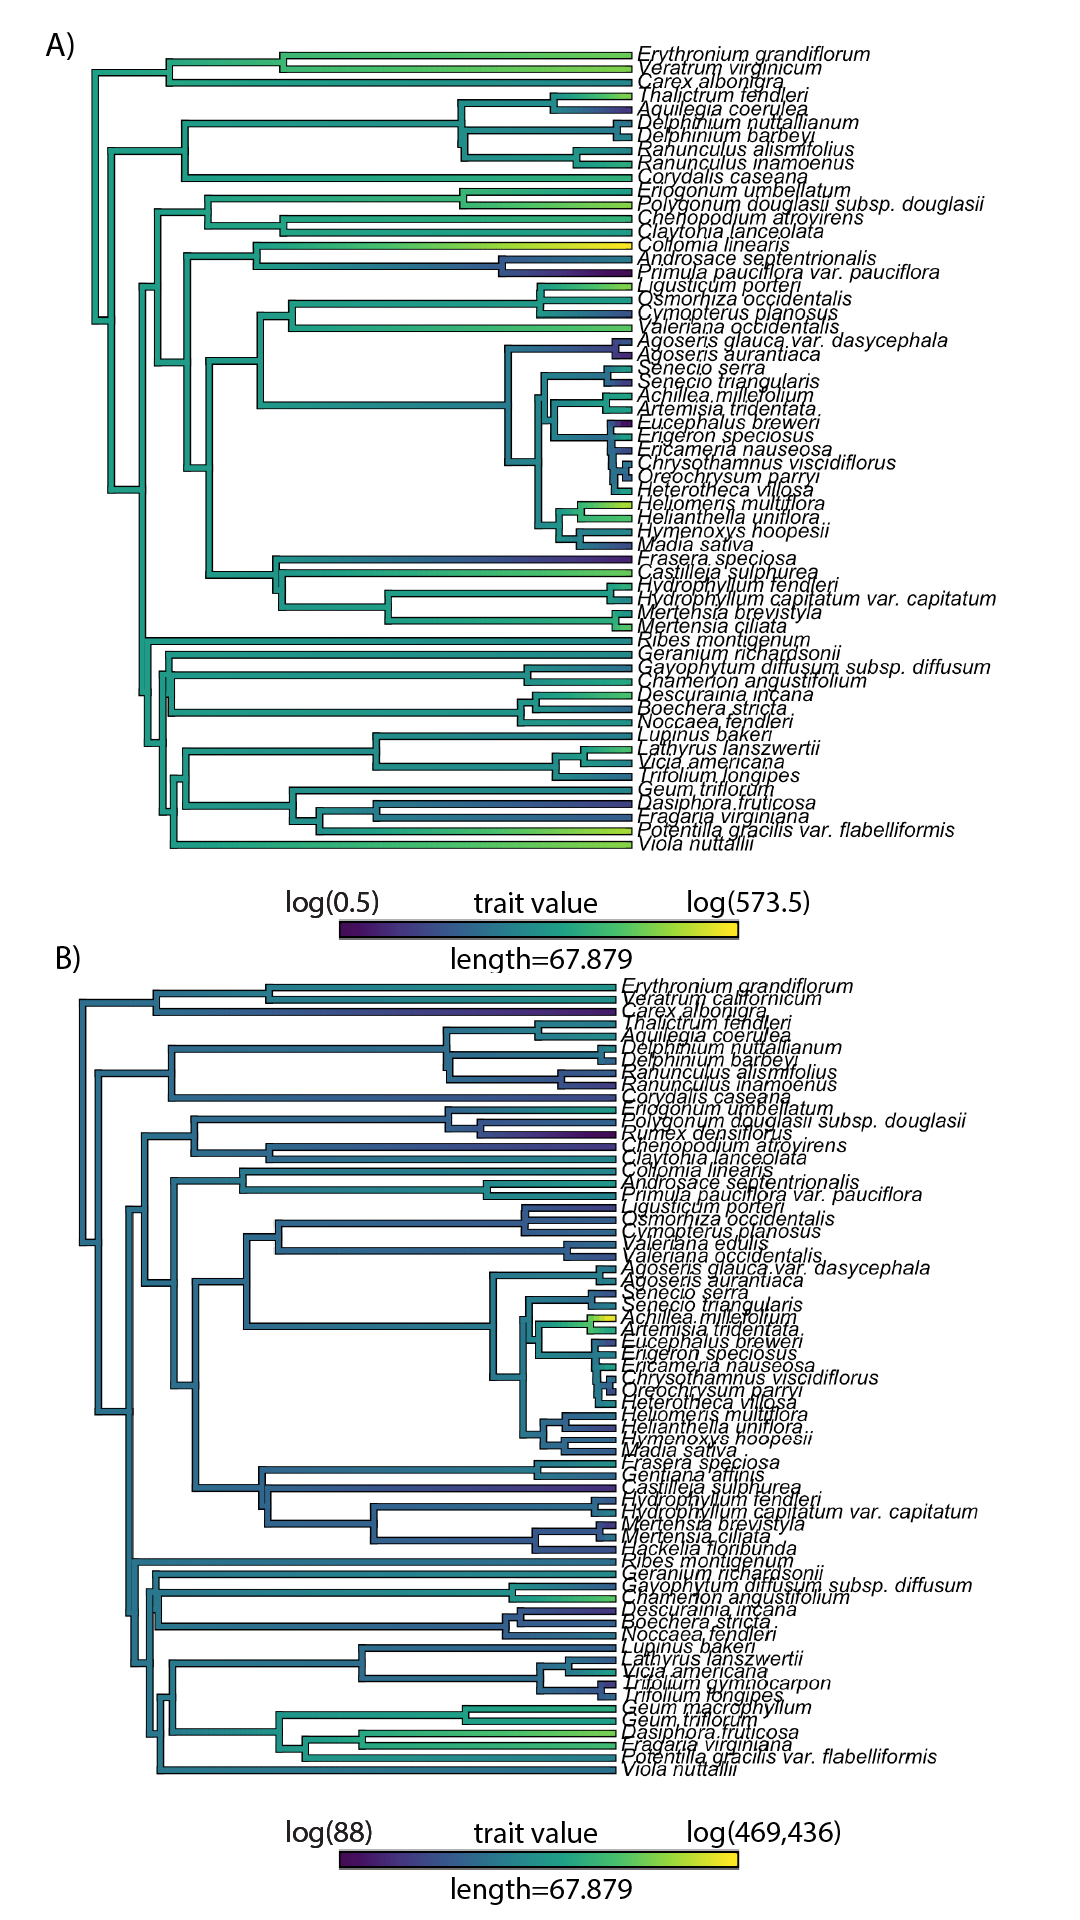 A)
Erythronium grandiflorum
Veratrum virginicum
Carex albonigra
Thalictrum fendleri
Aquilegia coerulea
Delphinium nuttallianum
Delphinium barbeyi
Ranunculus alismifolius
Ranunculus inamoenus
Corydalis caseana
Eriogonum umbellatum
Polygonum douglasii subsp. douglasii
Chenopodium atrovirens
Claytonia lanceolata
Collomia linearis
Androsace septentrionalis
Primula pauciflora var. pauciflora
Ligusticum porteri
Osmorhiza occidentalis
Cymopterus planosus
Valeriana occidentalis
Agoseris glauca var. dasycephala
Agoseris aurantiaca
Senecio serra
Senecio triangularis
Achillea millefolium
Artemisia tridentata
Eucephalus breweri
Erigeron speciosus
Ericameria nauseosa
Chrysothamnus viscidiflorus
Oreochrysum parryi
Heterotheca villosa
Heliomeris multiflora
Helianthella uniflora
Hymenoxys hoopesii
Madia sativa
Frasera speciosa
Castilleja sulphurea
Hydrophyllum fendleri
Hydrophyllum capitatum var. capitatum
Mertensia brevistyla
Mertensia ciliata
Ribes montigenum
Geranium richardsonii
Gayophytum diffusum subsp. diffusum
Chamerion angustifolium
Descurainia incana
Boechera stricta
Noccaea fendleri
Lupinus bakeri
Lathyrus lanszwertii
Vicia americana
Trifolium longipes
Geum triflorum
Dasiphora fruticosa
Fragaria virginiana
Potentilla gracilis var. flabelliformis
Viola nuttallii
log(0.5) trait value log(573.5)
length=67.879
B)
Erythronium grandiflorum
Veratrum californicum
Carex albonigra
Thalictrum fendleri
Aquilegia coerulea
Delphinium nuttallianum
Delphinium barbeyi
Ranunculus alismifolius
Ranunculus inamoenus
Corydalis caseana
Eriogonum umbellatum
Polygonum douglasii subsp. douglasii
Rumex densiflorus
Chenopodium atrovirens
Claytonia lanceolata
Collomia linearis
Androsace septentrionalis
Primula pauciflora var. pauciflora
Ligusticum porteri
Osmorhiza occidentalis
Cymopterus planosus
Valeriana edulis
Valeriana occidentalis
Agoseris glauca var. dasycephala
Agoseris aurantiaca
Senecio serra
Senecio triangularis
Achillea millefolium
Artemisia tridentata
Eucephalus breweri
Erigeron speciosus
Ericameria nauseosa
Chrysothamnus viscidiflorus
Oreochrysum parryi
Heterotheca villosa
Heliomeris multiflora
Helianthella uniflora
Hymenoxys hoopesii
Madia sativa
Frasera speciosa
Gentiana affinis
Castilleja sulphurea
Hydrophyllum fendleri
Hydrophyllum capitatum var. capitatum
Mertensia brevistyla
Mertensia ciliata
Hackelia floribunda
Ribes montigenum
Geranium richardsonii
Gayophytum diffusum subsp. diffusum
Chamerion angustifolium
Descurainia incana
Boechera stricta
Noccaea fendleri
Lupinus bakeri
Lathyrus lanszwertii
Vicia americana
Trifolium gymnocarpon
Trifolium longipes
Geum macrophyllum
Geum triflorum
Dasiphora fruticosa
Fragaria virginiana
Potentilla gracilis var. flabelliformis
Viola nuttallii
log(88) trait value log(469,436)
length=67.879